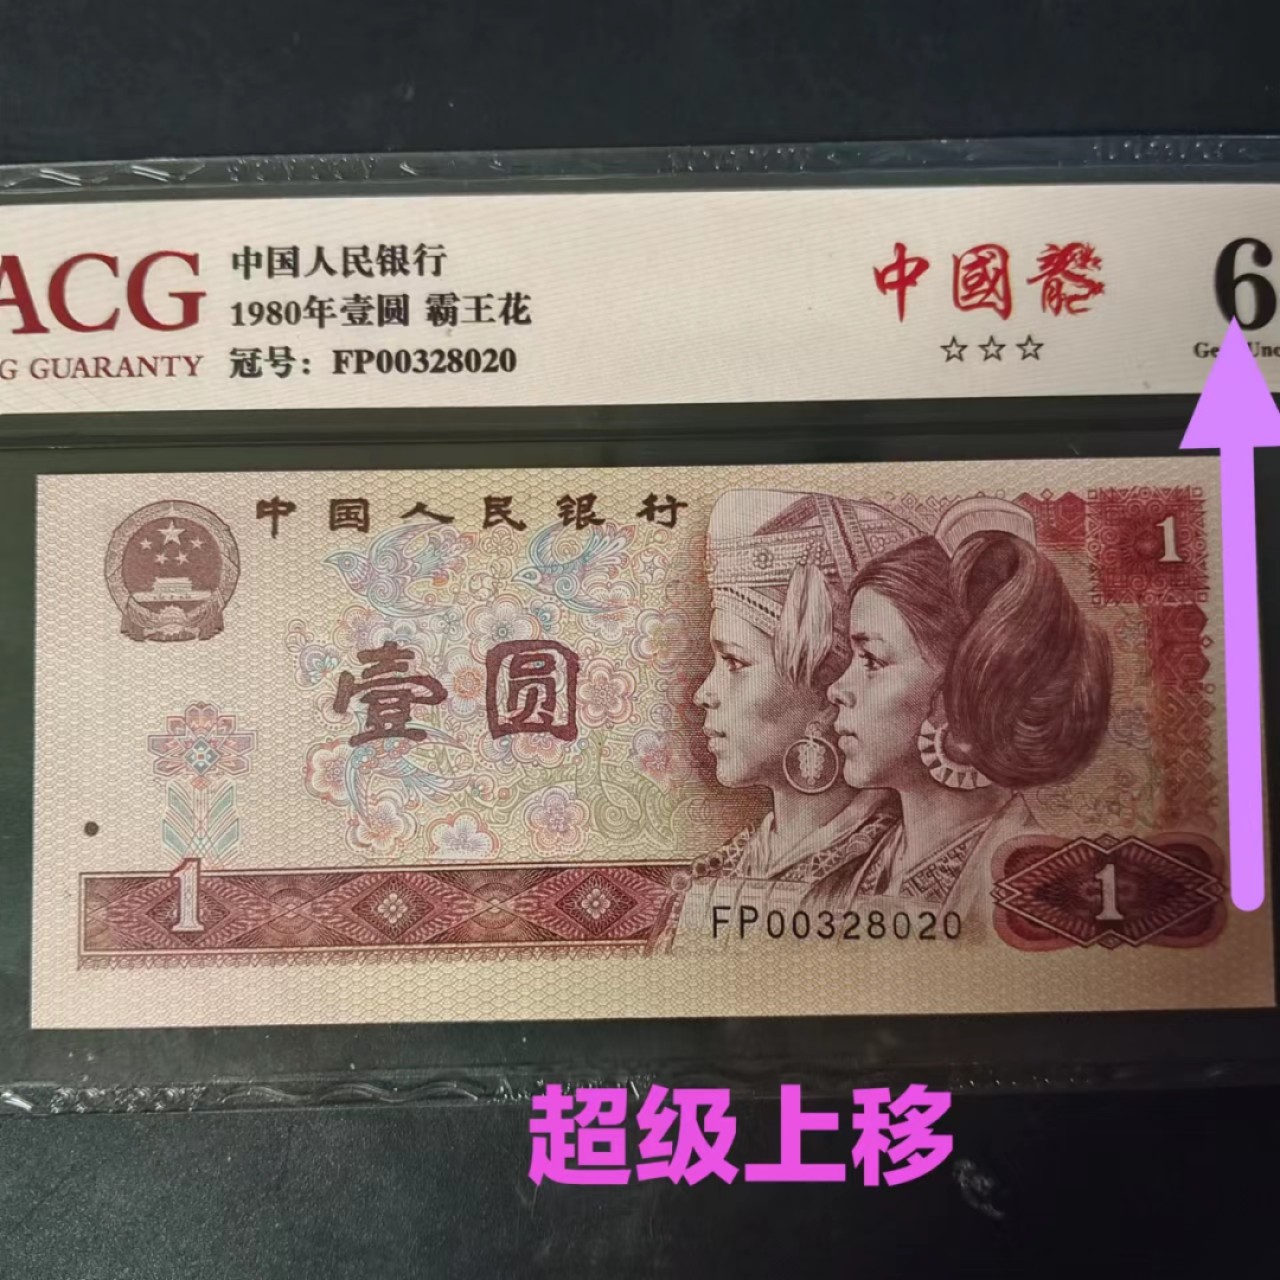 ACG
G GUARANTY
中国人民银行
1980年壹圆 霸王花
冠号: FP00328020
中國龍
☆☆☆
6
中国人民银行
1
壹圆
1
FP00328020
1
超级上移